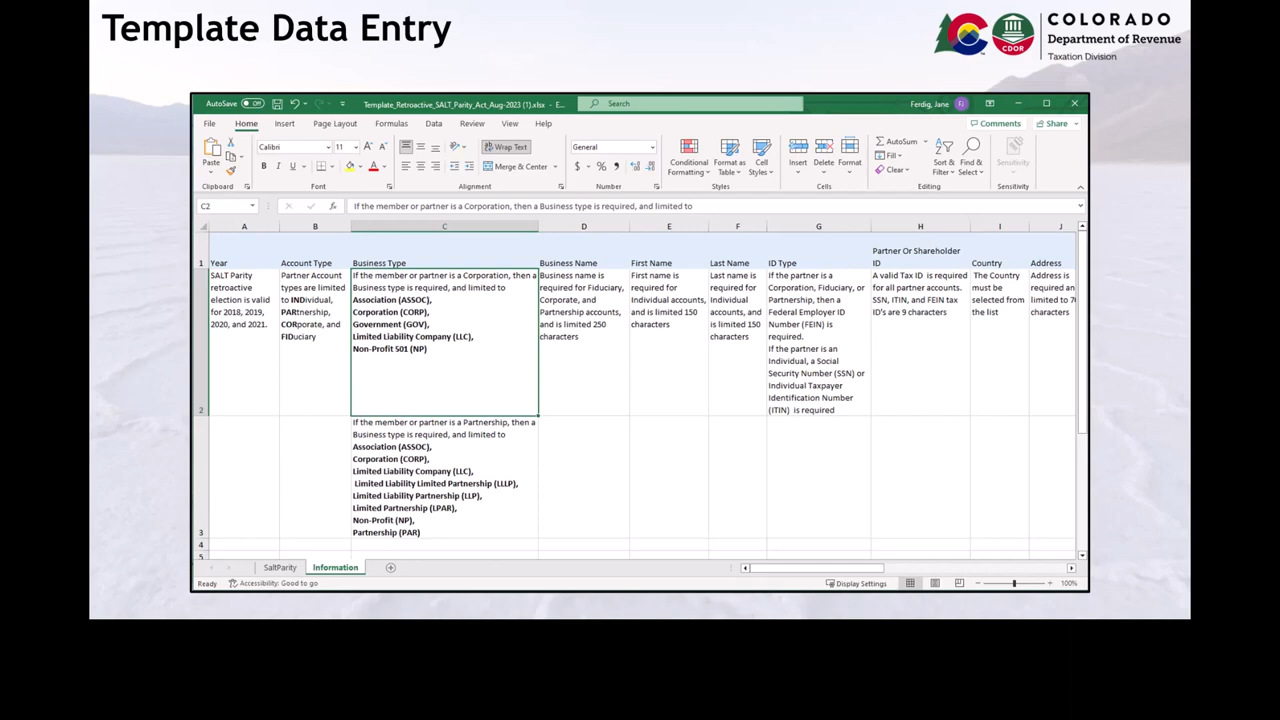 Template Data Entry
COLORADO
Department of Revenue
Taxation Division
CDOR
AutoSave Off
Template_Retroactive_SALT_Parity_Act_Aug-2023 (1).xlsx - E...
Search
Ferdig, Jane FJ
File Home Insert Page Layout Formulas Data Review View Help
Comments Share
Paste
Calibri 11
B I U
Wrap Text
Merge & Center
General
$ % ,
Conditional Formatting
Format as Table
Cell Styles
Insert Delete Format
AutoSum
Fill
Clear
Sort & Filter
Find & Select
Sensitivity
Clipboard Font Alignment Number Styles Cells Editing Sensitivity
C2 fx If the member or partner is a Corporation, then a Business type is required, and limited to
A B C D E F G H I J
1
Year
Account Type
Business Type
Business Name
First Name
Last Name
ID Type
Partner Or Shareholder
ID
Country
Address
2
SALT Parity
retroactive
election is valid
for 2018, 2019,
2020, and 2021.
Partner Account
types are limited
to INDividual,
PARtnership,
CORporate, and
FIDuciary
If the member or partner is a Corporation, then a
Business type is required, and limited to
Association (ASSOC),
Corporation (CORP),
Government (GOV),
Limited Liability Company (LLC),
Non-Profit 501 (NP)
Business name is
required for Fiduciary,
Corporate, and
Partnership accounts,
and is limited 250
characters
First name is
required for
Individual accounts,
and is limited 150
characters
Last name is
required for
Individual
accounts, and
is limited 150
characters
If the partner is a
Corporation, Fiduciary, or
Partnership, then a
Federal Employer ID
Number (FEIN) is
required.
If the partner is an
Individual, a Social
Security Number (SSN) or
Individual Taxpayer
Identification Number
(ITIN) is required
A valid Tax ID is required
for all partner accounts.
SSN, ITIN, and FEIN tax
ID's are 9 characters
The Country
must be
selected from
the list
Address is
required an
limited to 70
characters
3
If the member or partner is a Partnership, then a
Business type is required, and limited to
Association (ASSOC),
Corporation (CORP),
Limited Liability Company (LLC),
Limited Liability Limited Partnership (LLLP),
Limited Liability Partnership (LLP),
Limited Partnership (LPAR),
Non-Profit (NP),
Partnership (PAR)
4
5
SaltParity Information
Ready Accessibility: Good to go Display Settings 100%